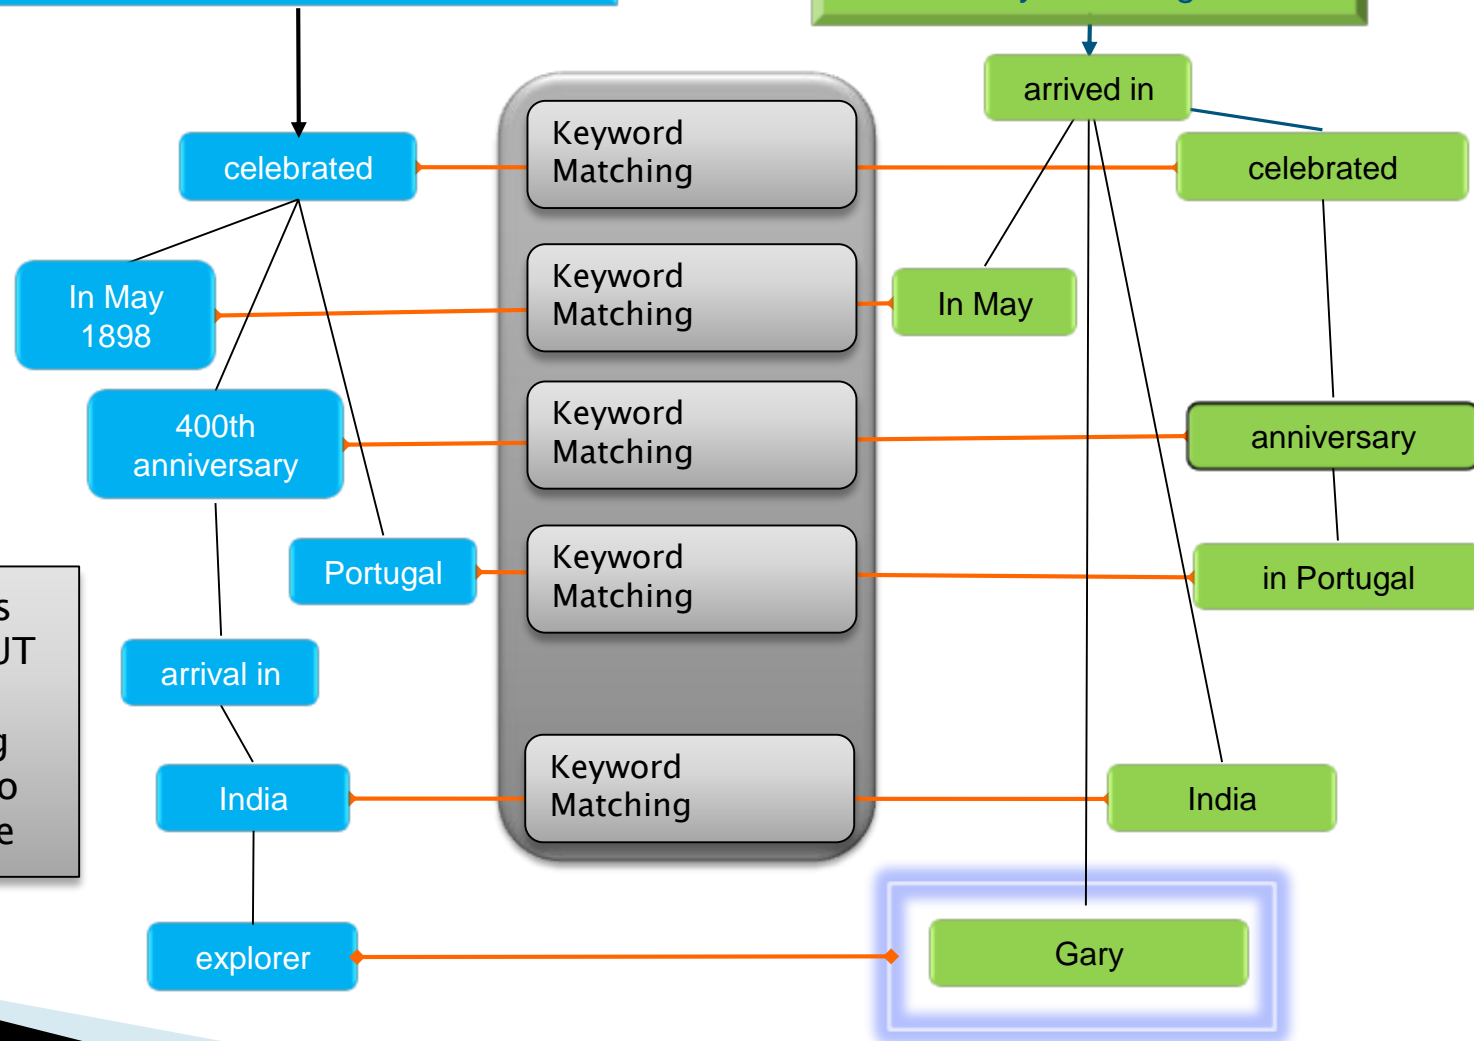 arrived in
celebrated
Keyword
Matching
celebrated
In May
1898
Keyword
Matching
In May
400th
anniversary
Keyword
Matching
anniversary
Portugal
Keyword
Matching
in Portugal
arrival in
India
Keyword
Matching
India
explorer
Gary